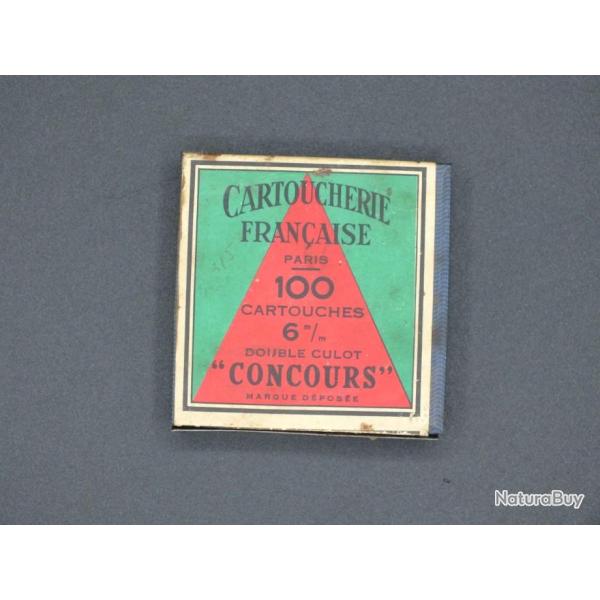 CARTOUCHERIE
FRANÇAISE
PARIS
100
CARTOUCHES
6 m/m
DOUBLE CULOT
"CONCOURS"
MARQUE DÉPOSÉE
NaturaBuy